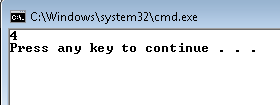 C:\Windows\system32\cmd.exe
4
Press any key to continue . . .